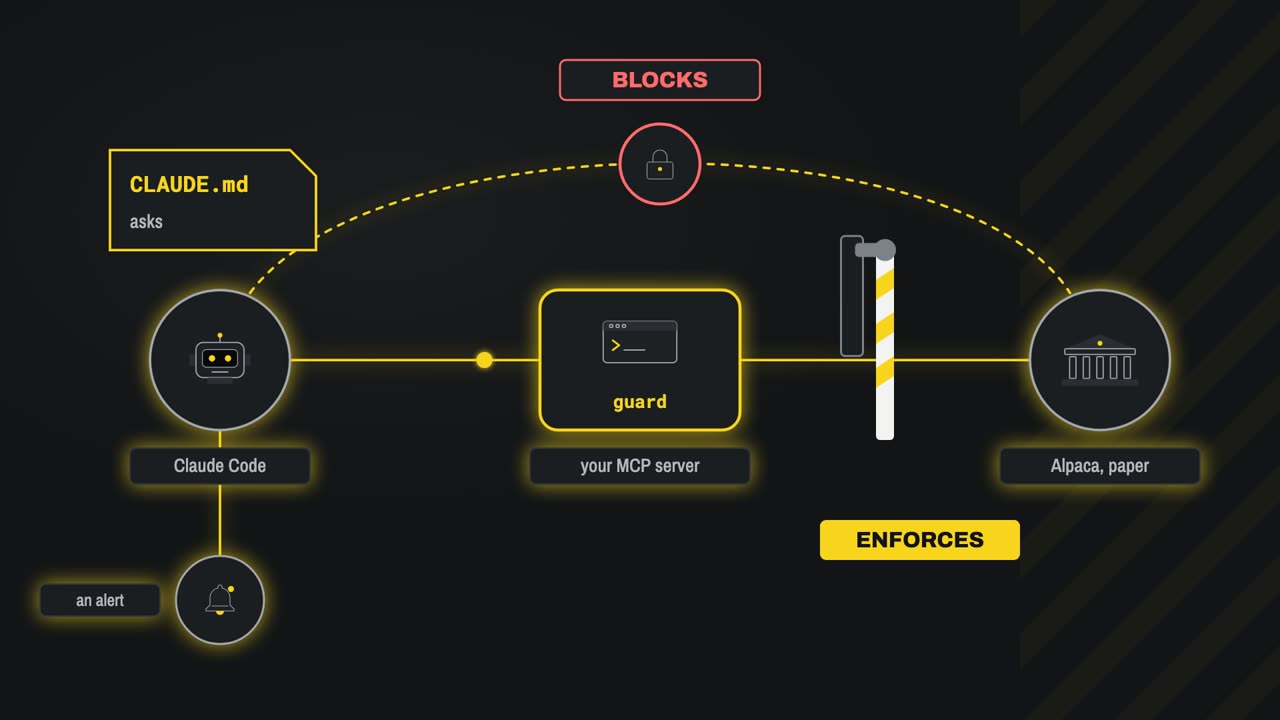 BLOCKS
CLAUDE.md
asks
guard
Claude Code
your MCP server
Alpaca, paper
ENFORCES
an alert